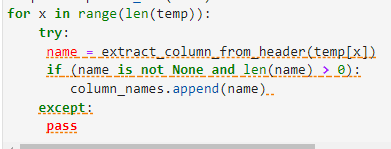 for x in range(len(temp)):
    try:
        name = extract_column_from_header(temp[x])
        if (name is not None and len(name) > 0):
            column_names.append(name)
    except:
        pass